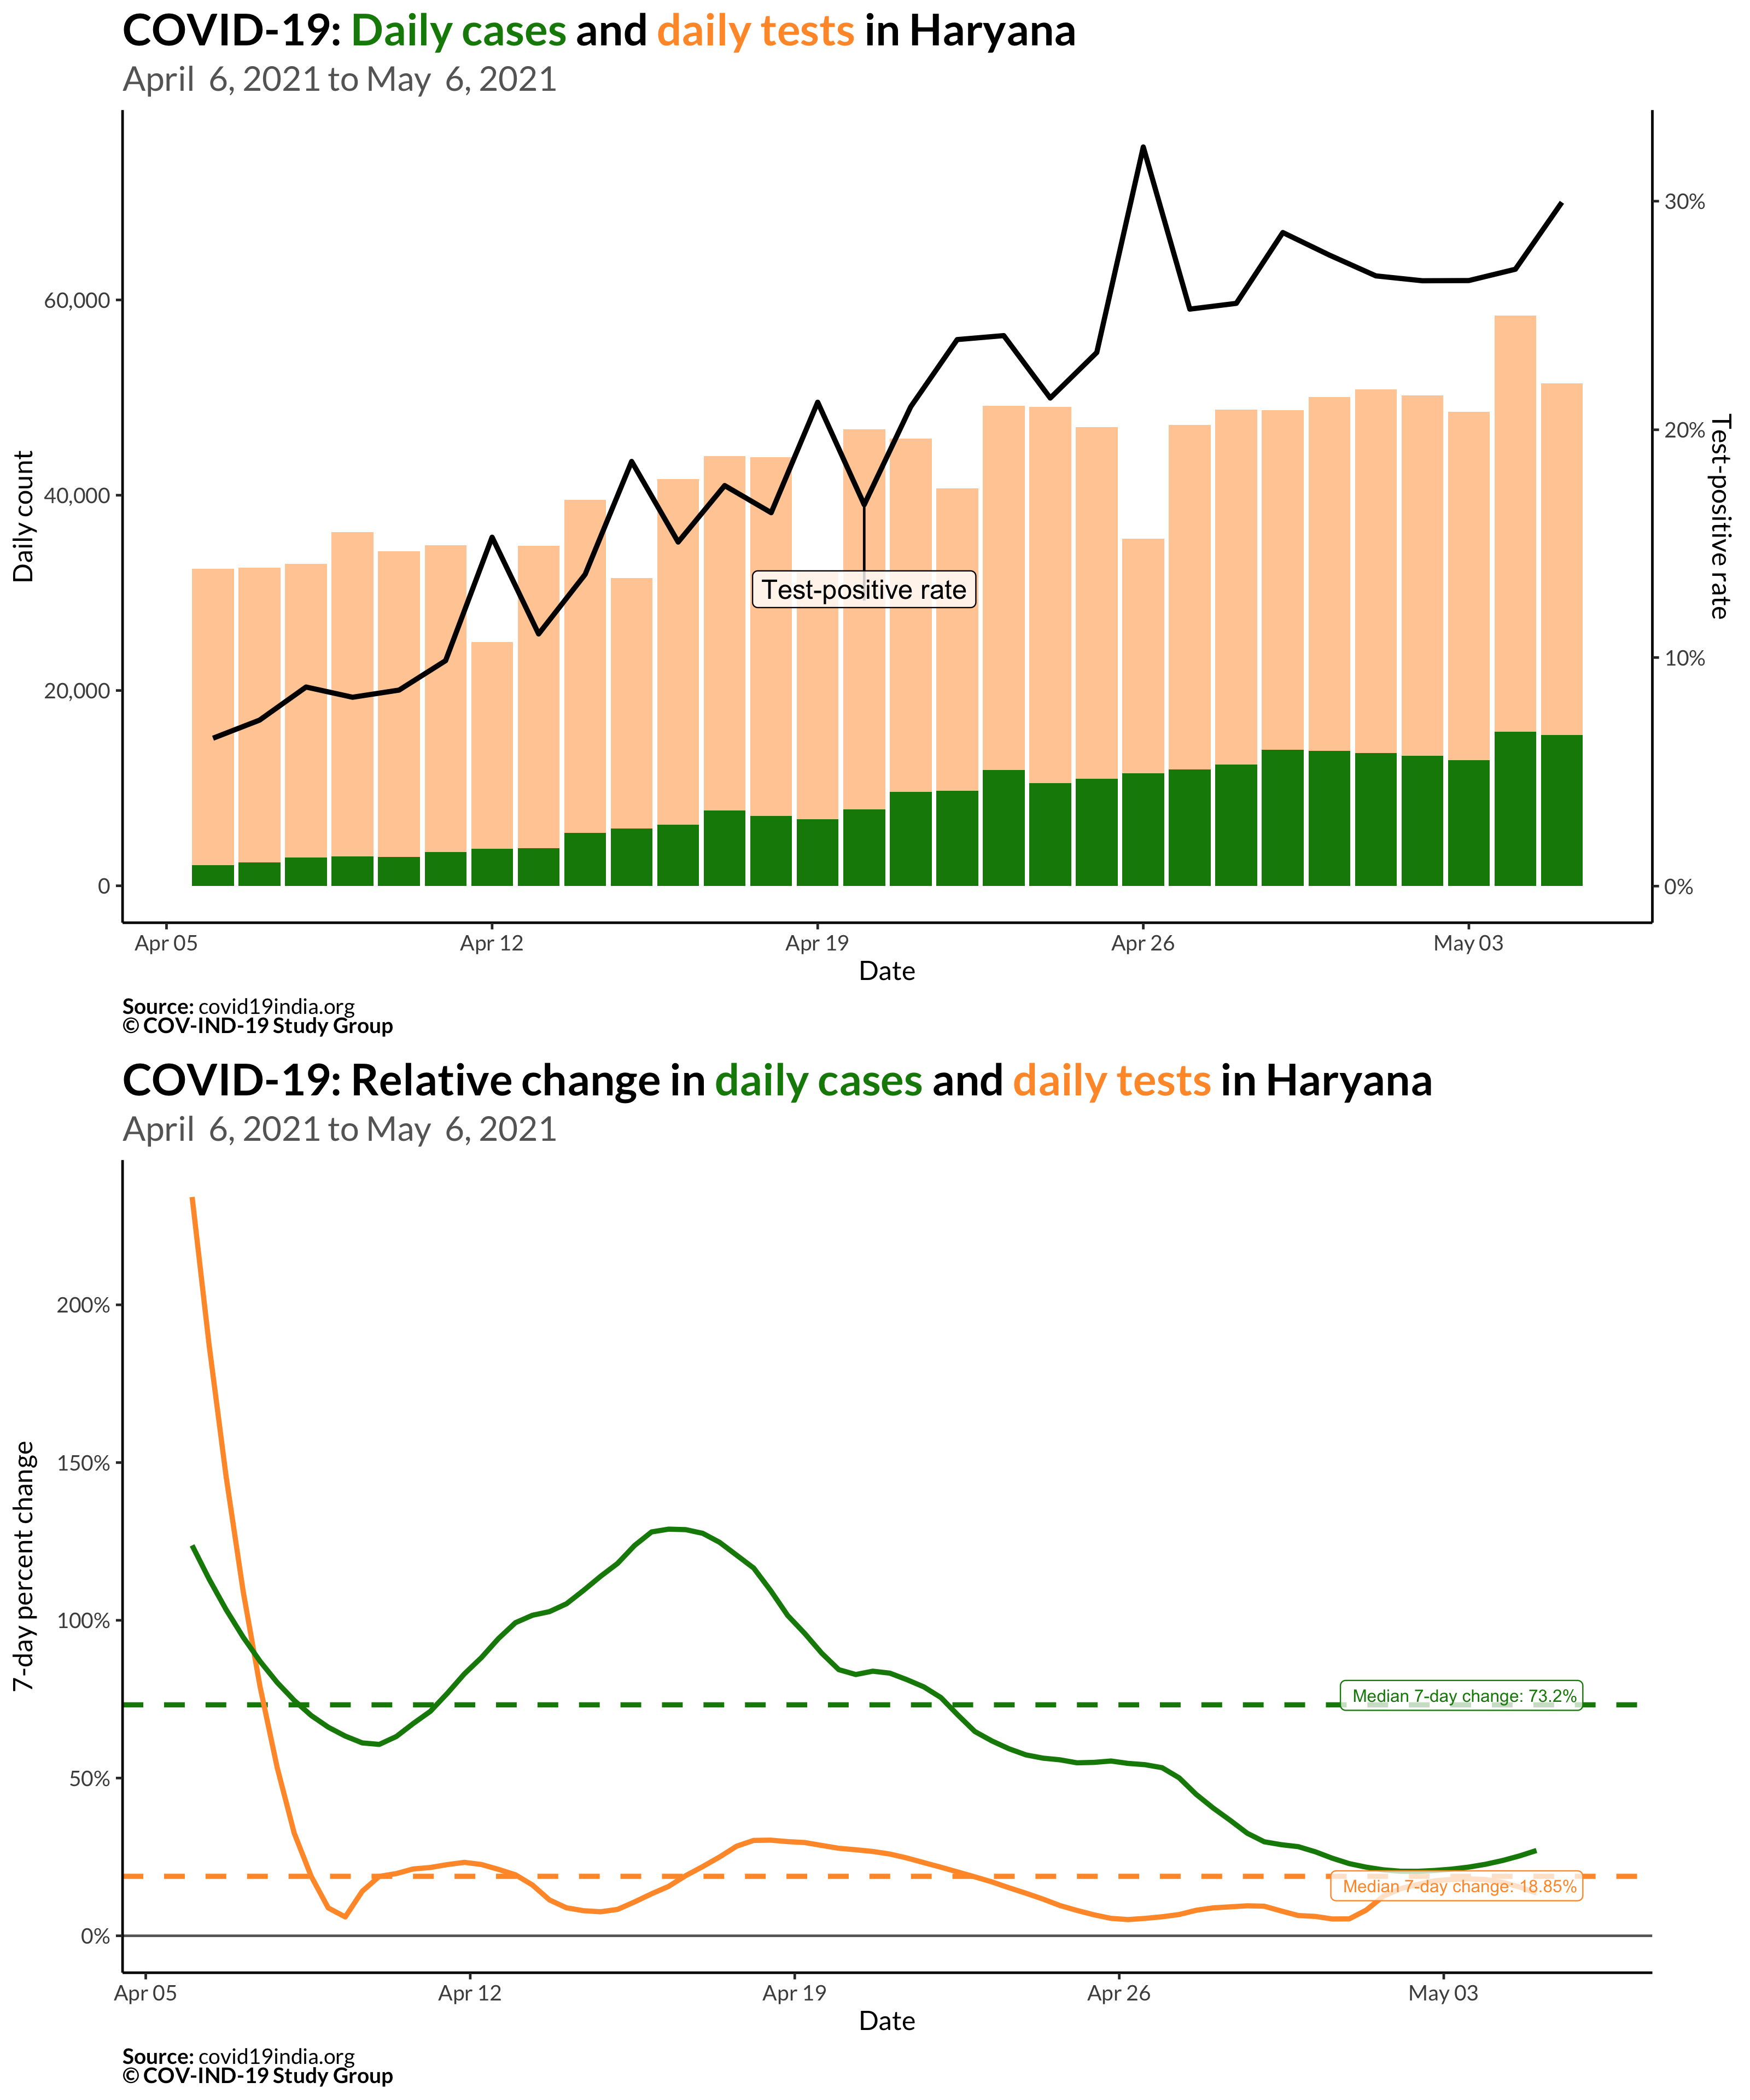 COVID-19: Daily cases and daily tests in Haryana
April 6, 2021 to May 6, 2021
Daily count
60,000
40,000
20,000
0
30%
20%
10%
0%
Test-positive rate
Test-positive rate
Apr 05 Apr 12 Apr 19 Apr 26 May 03
Date
Source: covid19india.org
© COV-IND-19 Study Group
COVID-19: Relative change in daily cases and daily tests in Haryana
April 6, 2021 to May 6, 2021
7-day percent change
200%
150%
100%
50%
0%
Median 7-day change: 73.2%
Median 7-day change: 18.85%
Apr 05 Apr 12 Apr 19 Apr 26 May 03
Date
Source: covid19india.org
© COV-IND-19 Study Group